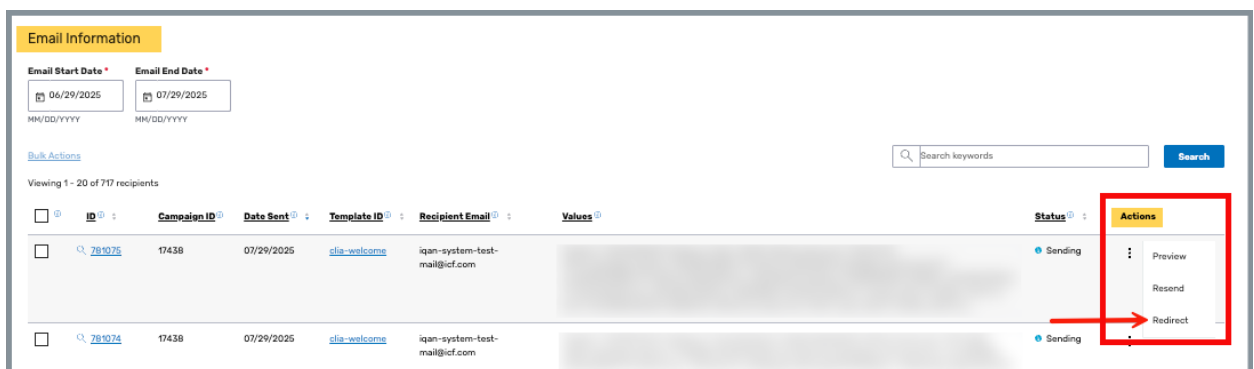 Email Information
Email Start Date * Email End Date *
06/29/2025 07/29/2025
MM/DD/YYYY MM/DD/YYYY
Bulk Actions
Search keywords
Search
Viewing 1 - 20 of 717 recipients
ID Campaign ID Date Sent Template ID Recipient Email Values Status Actions
781075 17438 07/29/2025 clia-welcome iqan-system-test-mail@icf.com Sending
Preview
Resend
Redirect
781074 17438 07/29/2025 clia-welcome iqan-system-test-mail@icf.com Sending